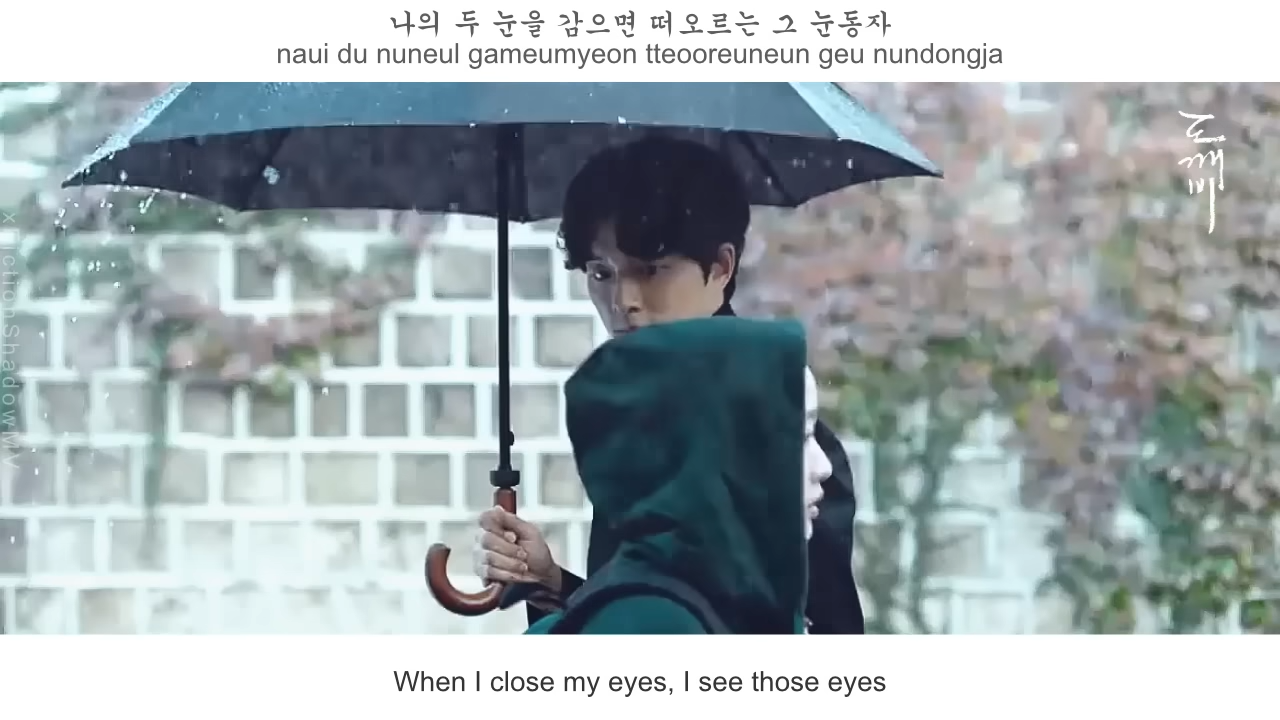 나의 두 눈을 감으면 떠오르는 그 눈동자
naui du nuneul gameumyeon tteooreuneun geu nundongja
도깨비
When I close my eyes, I see those eyes